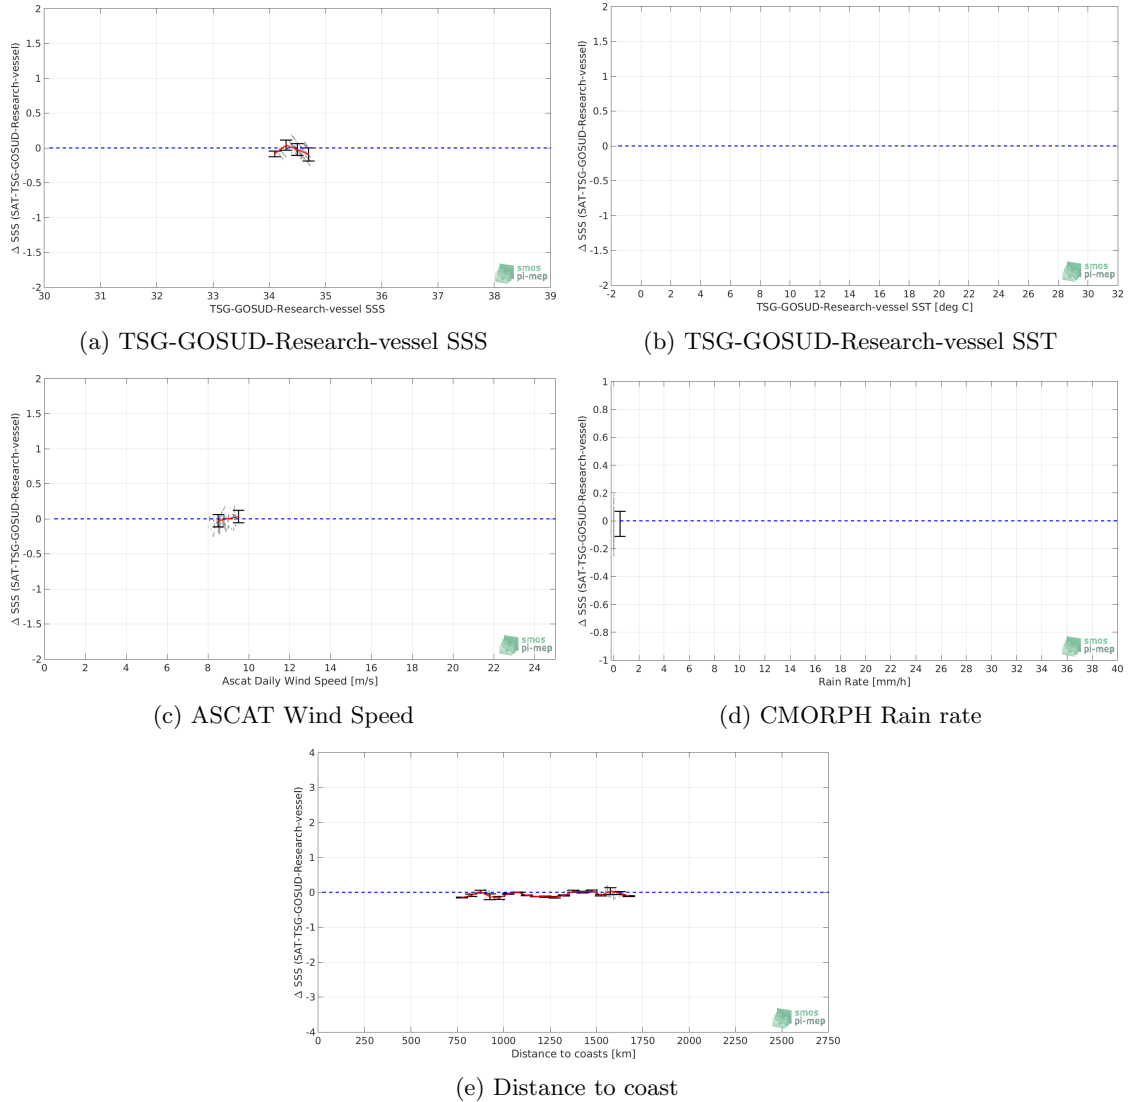 Δ SSS (SAT-TSG-GOSUD-Research-vessel)
2
1.5
1
0.5
0
-0.5
-1
-1.5
-2
30 31 32 33 34 35 36 37 38 39
TSG-GOSUD-Research-vessel SSS
smos
pi-mep
(a) TSG-GOSUD-Research-vessel SSS
Δ SSS (SAT-TSG-GOSUD-Research-vessel)
2
1.5
1
0.5
0
-0.5
-1
-1.5
-2
-2 0 2 4 6 8 10 12 14 16 18 20 22 24 26 28 30 32
TSG-GOSUD-Research-vessel SST [deg C]
smos
pi-mep
(b) TSG-GOSUD-Research-vessel SST
Δ SSS (SAT-TSG-GOSUD-Research-vessel)
2
1.5
1
0.5
0
-0.5
-1
-1.5
-2
0 2 4 6 8 10 12 14 16 18 20 22 24
Ascat Daily Wind Speed [m/s]
smos
pi-mep
(c) ASCAT Wind Speed
Δ SSS (SAT-TSG-GOSUD-Research-vessel)
1
0.8
0.6
0.4
0.2
0
-0.2
-0.4
-0.6
-0.8
-1
0 2 4 6 8 10 12 14 16 18 20 22 24 26 28 30 32 34 36 38 40
Rain Rate [mm/h]
smos
pi-mep
(d) CMORPH Rain rate
Δ SSS (SAT-TSG-GOSUD-Research-vessel)
4
3
2
1
0
-1
-2
-3
-4
0 250 500 750 1000 1250 1500 1750 2000 2250 2500 2750
Distance to coasts [km]
smos
pi-mep
(e) Distance to coast